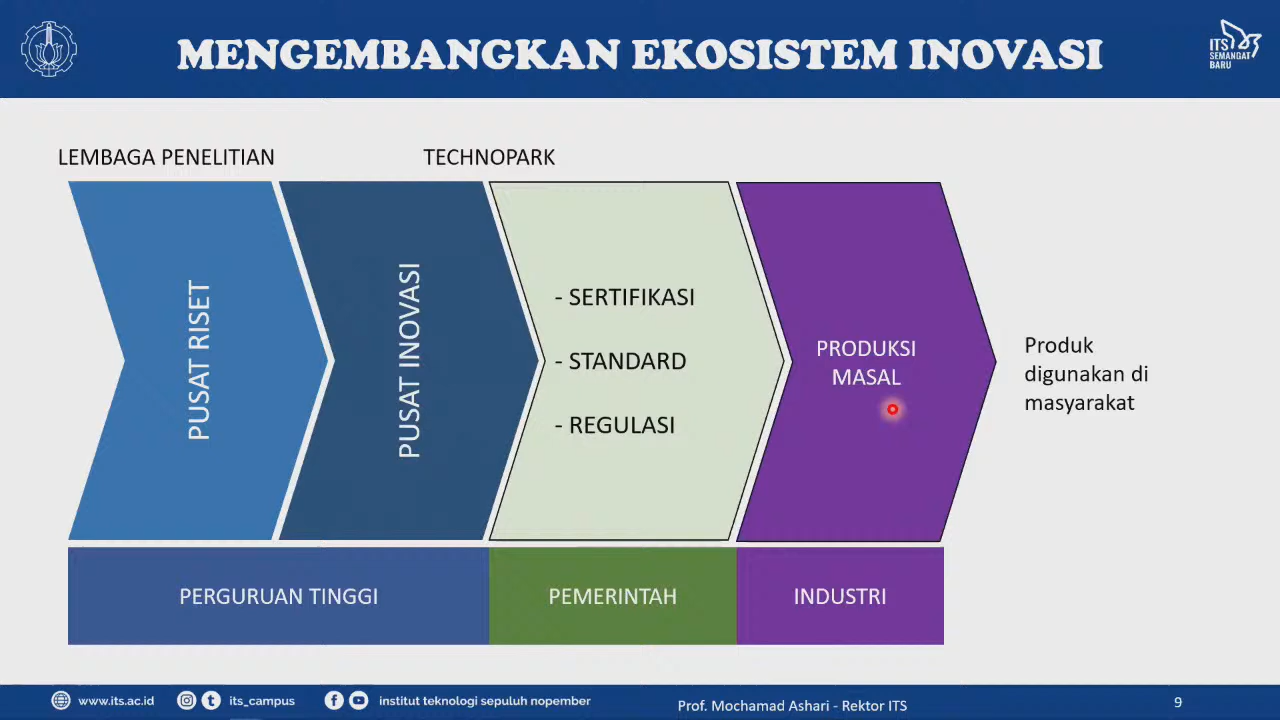 MENGEMBANGKAN EKOSISTEM INOVASI
ITS
SEMANGAT
BARU
LEMBAGA PENELITIAN
TECHNOPARK
PUSAT RISET
PUSAT INOVASI
- SERTIFIKASI
- STANDARD
- REGULASI
PRODUKSI
MASAL
Produk
digunakan di
masyarakat
PERGURUAN TINGGI
PEMERINTAH
INDUSTRI
www.its.ac.id
its_campus
institut teknologi sepuluh nopember
Prof. Mochamad Ashari - Rektor ITS
9